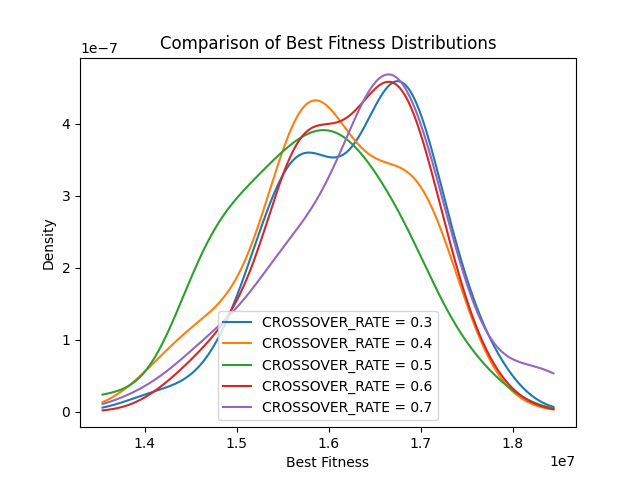 Comparison of Best Fitness Distributions
1e−7
4
3
2
1
0
Density
CROSSOVER_RATE = 0.3
CROSSOVER_RATE = 0.4
CROSSOVER_RATE = 0.5
CROSSOVER_RATE = 0.6
CROSSOVER_RATE = 0.7
1.4 1.5 1.6 1.7 1.8
Best Fitness
1e7